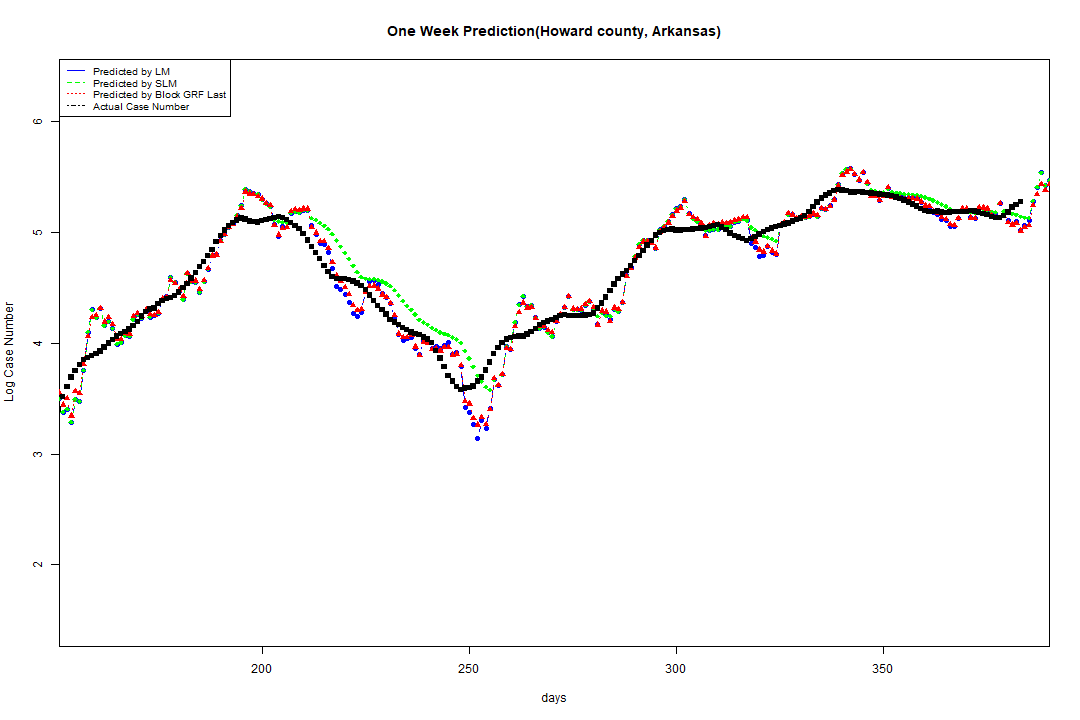 One Week Prediction(Howard county, Arkansas)
Predicted by LM
Predicted by SLM
Predicted by Block GRF Last
Actual Case Number
6
5
4
3
2
Log Case Number
200
250
300
350
days